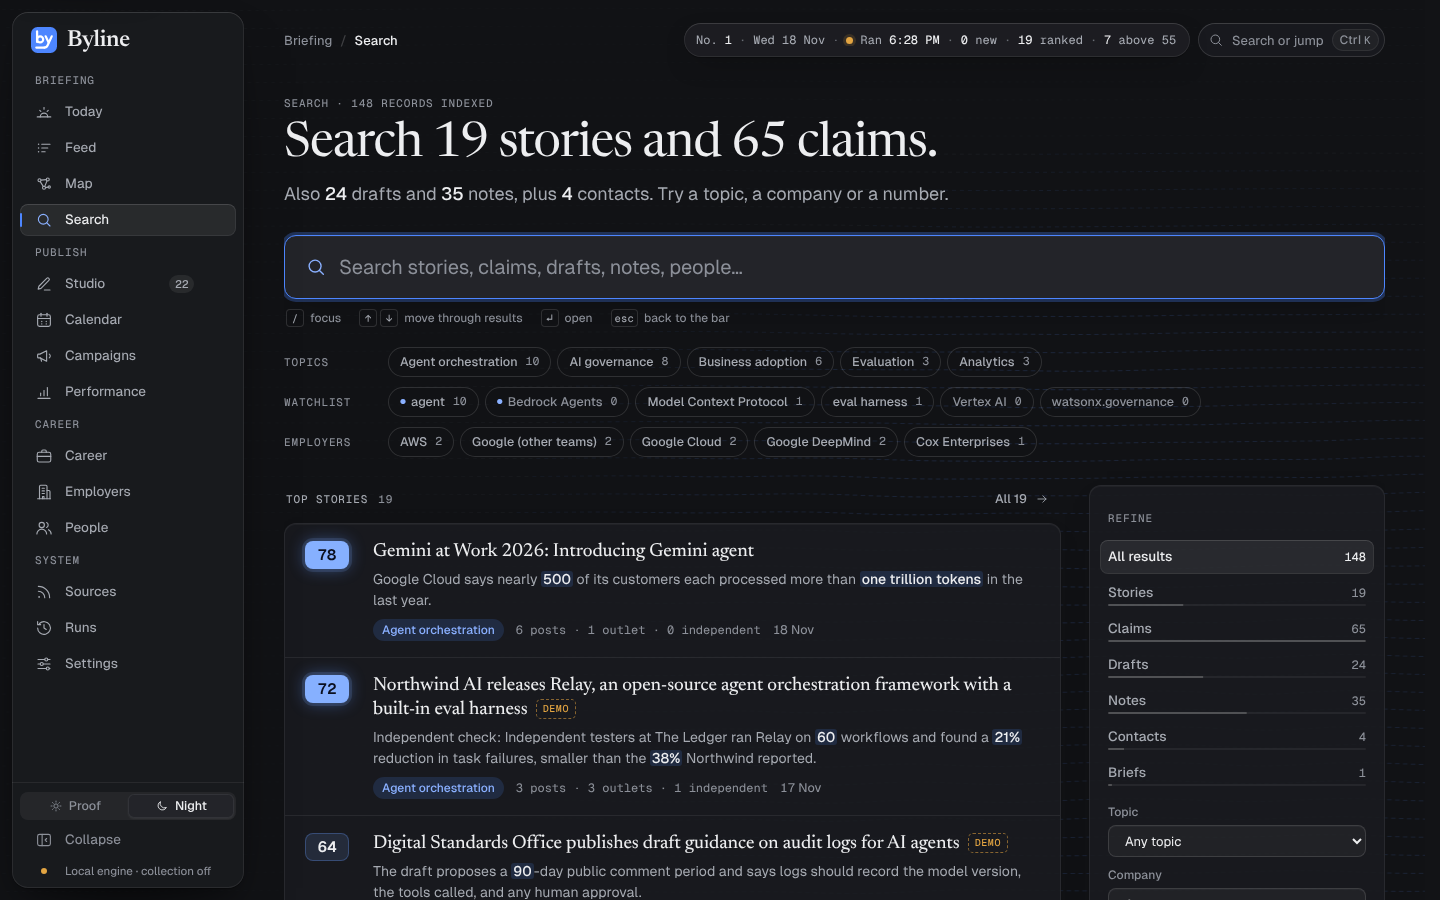 by Byline
BRIEFING
Today
Feed
Map
Search
PUBLISH
Studio 22
Calendar
Campaigns
Performance
CAREER
Career
Employers
People
SYSTEM
Sources
Runs
Settings
Proof Night
Collapse
Local engine · collection off
Briefing / Search
No. 1 · Wed 18 Nov · Ran 6:28 PM · 0 new · 19 ranked · 7 above 55
Search or jump Ctrl K
SEARCH · 148 RECORDS INDEXED
Search 19 stories and 65 claims.
Also 24 drafts and 35 notes, plus 4 contacts. Try a topic, a company or a number.
Search stories, claims, drafts, notes, people…
/ focus ↑ ↓ move through results ↵ open esc back to the bar
TOPICS Agent orchestration 10 AI governance 8 Business adoption 6 Evaluation 3 Analytics 3
WATCHLIST agent 10 Bedrock Agents 0 Model Context Protocol 1 eval harness 1 Vertex AI 0 watsonx.governance 0
EMPLOYERS AWS 2 Google (other teams) 2 Google Cloud 2 Google DeepMind 2 Cox Enterprises 1
TOP STORIES 19 All 19 →
78 Gemini at Work 2026: Introducing Gemini agent
Google Cloud says nearly 500 of its customers each processed more than one trillion tokens in the
last year.
Agent orchestration 6 posts · 1 outlet · 0 independent 18 Nov
72 Northwind AI releases Relay, an open-source agent orchestration framework with a
built-in eval harness DEMO
Independent check: Independent testers at The Ledger ran Relay on 60 workflows and found a 21%
reduction in task failures, smaller than the 38% Northwind reported.
Agent orchestration 3 posts · 3 outlets · 1 independent 17 Nov
64 Digital Standards Office publishes draft guidance on audit logs for AI agents DEMO
The draft proposes a 90-day public comment period and says logs should record the model version,
the tools called, and any human approval.
REFINE
All results 148
Stories 19
Claims 65
Drafts 24
Notes 35
Contacts 4
Briefs 1
Topic
Any topic
Company